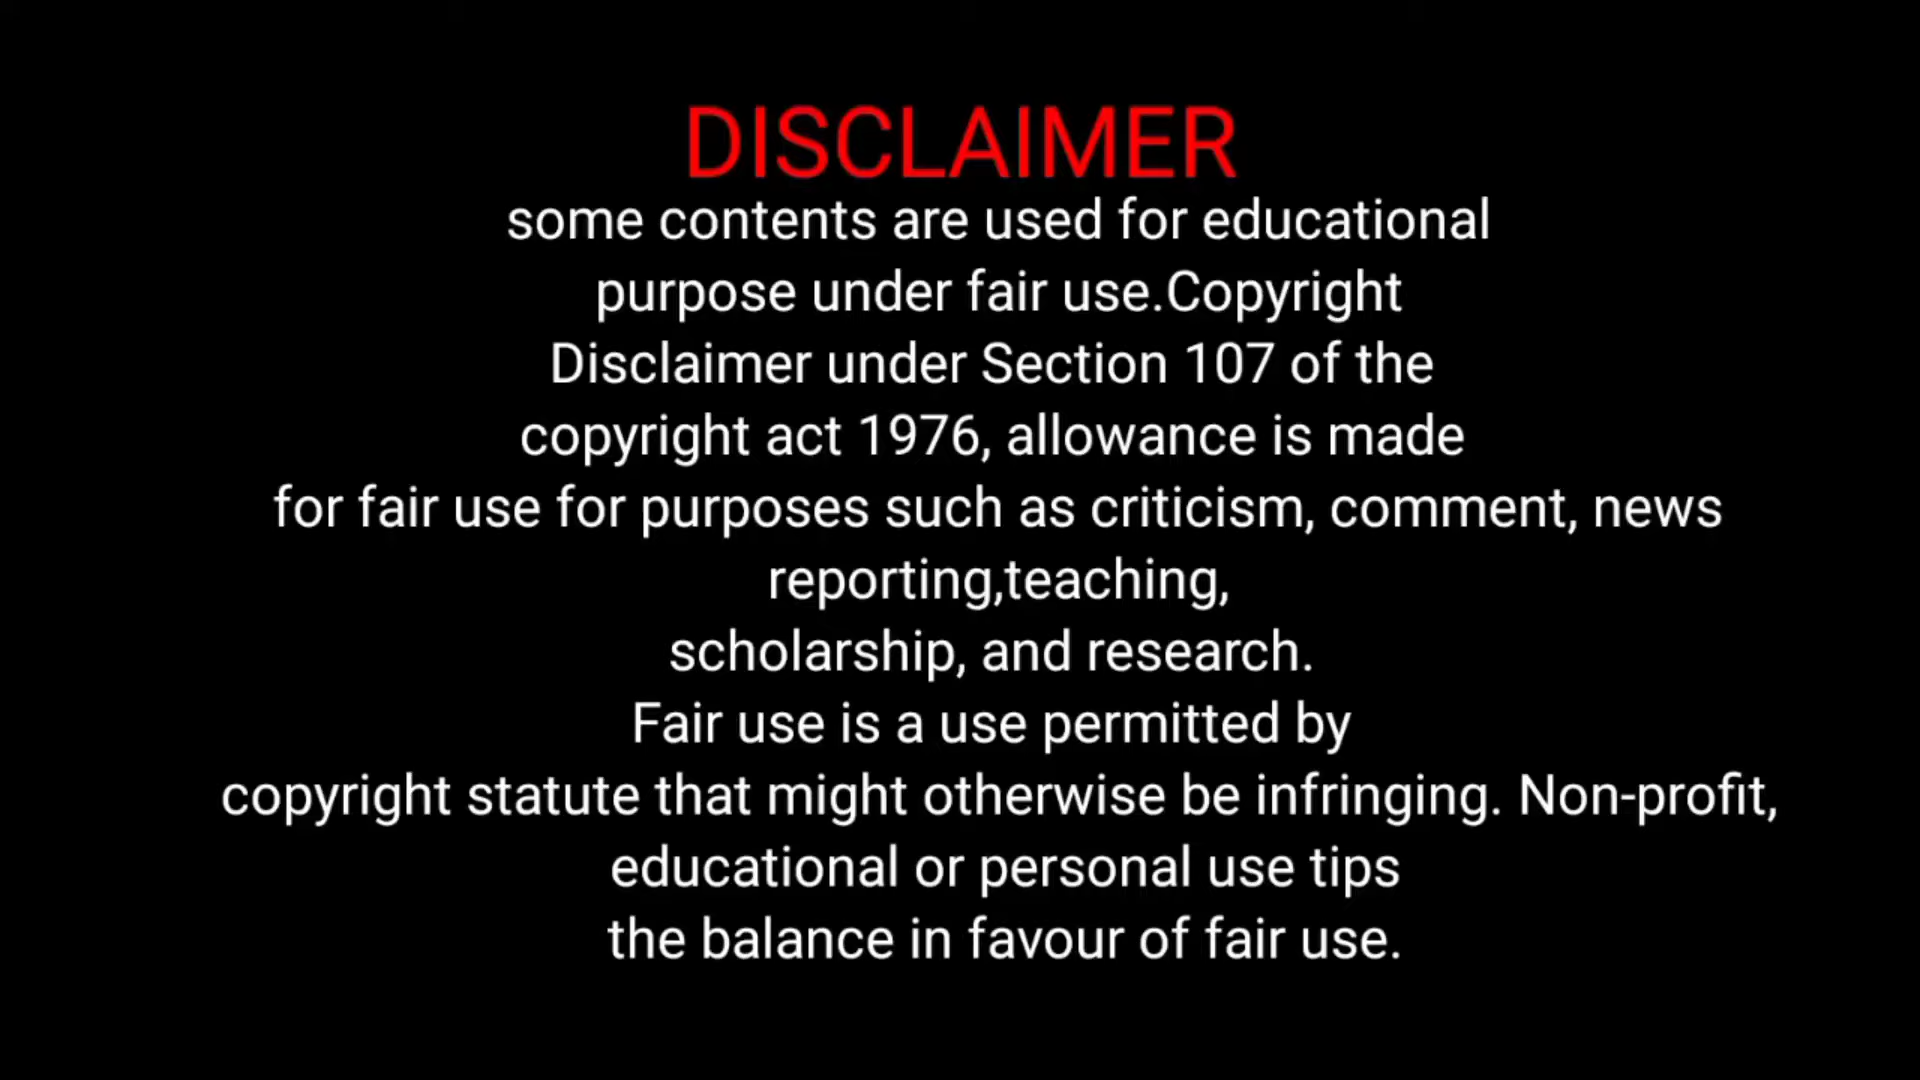 DISCLAIMER
some contents are used for educational
purpose under fair use.Copyright
Disclaimer under Section 107 of the
copyright act 1976, allowance is made
for fair use for purposes such as criticism, comment, news
reporting,teaching,
scholarship, and research.
Fair use is a use permitted by
copyright statute that might otherwise be infringing. Non-profit,
educational or personal use tips
the balance in favour of fair use.